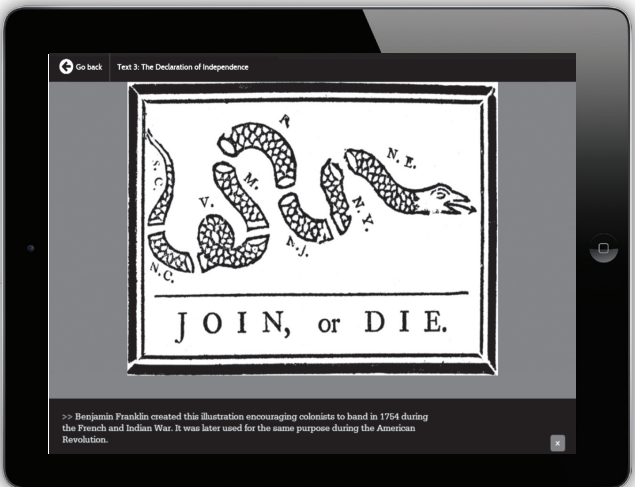 Go back
Text 3: The Declaration of Independence
R
N. E.
S. C.
M.
V.
N. Y.
N. J.
N. C.
JOIN, or DIE.
>> Benjamin Franklin created this illustration encouraging colonists to band in 1754 during
the French and Indian War. It was later used for the same purpose during the American
Revolution.
×